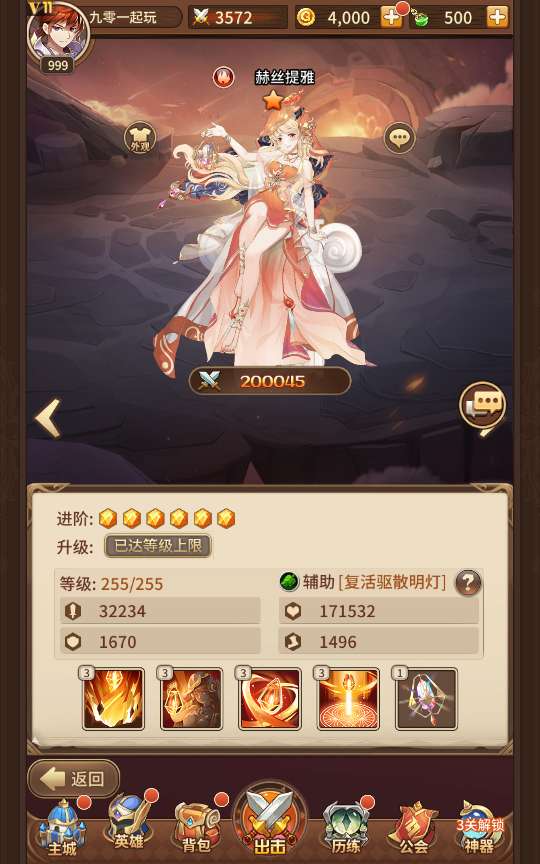 V11
九零一起玩
3572
4,000
500
999
赫丝提雅
外观
200045
进阶:
升级: 已达等级上限
等级: 255/255
辅助 [复活驱散明灯] ?
32234
171532
1670
1496
3 3 3 3 1
返回
3关解锁
主城 英雄 背包 出击 历练 公会 神器